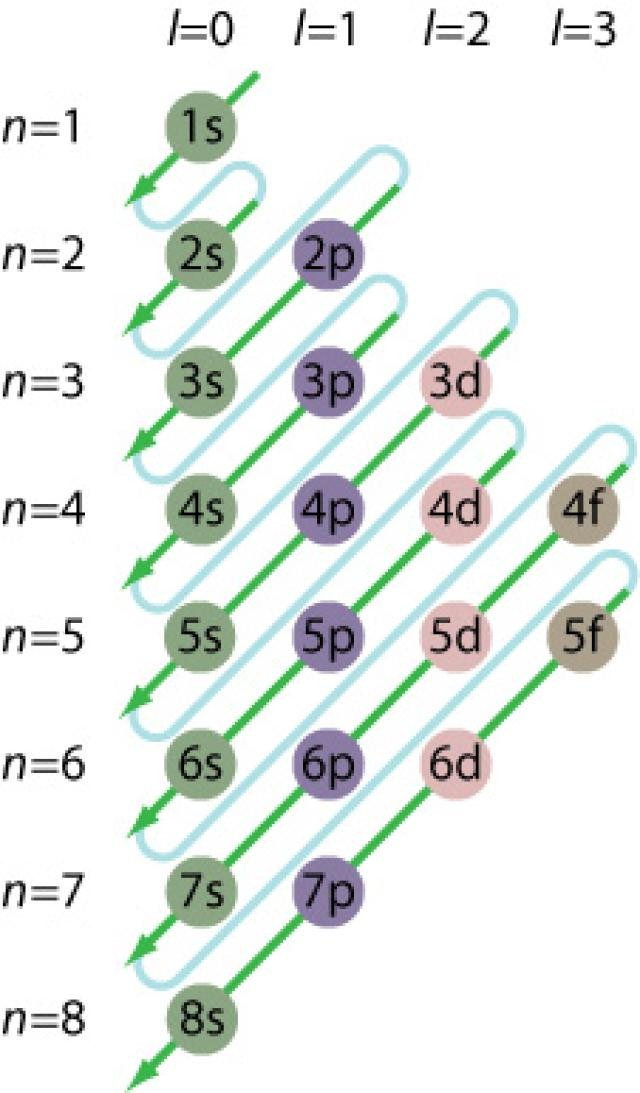 l=0 l=1 l=2 l=3
n=1 1s
n=2 2s 2p
n=3 3s 3p 3d
n=4 4s 4p 4d 4f
n=5 5s 5p 5d 5f
n=6 6s 6p 6d
n=7 7s 7p
n=8 8s